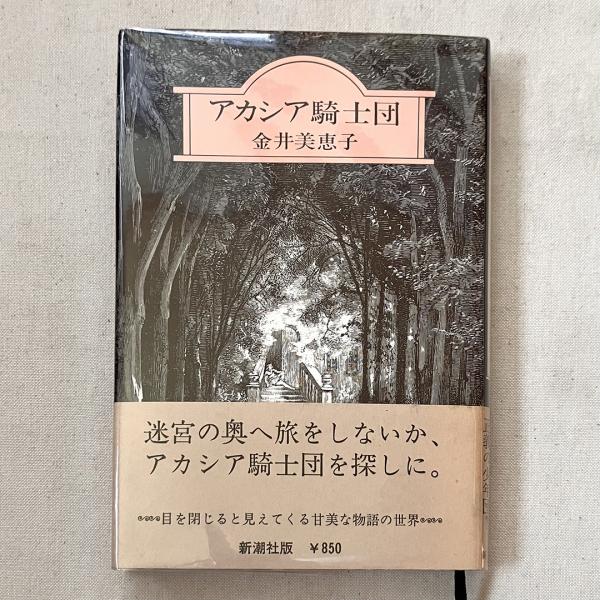 アカシア騎士団
金井美恵子
迷宮の奥へ旅をしないか、
アカシア騎士団を探しに。
目を閉じると見えてくる甘美な物語の世界
新潮社版 ¥850